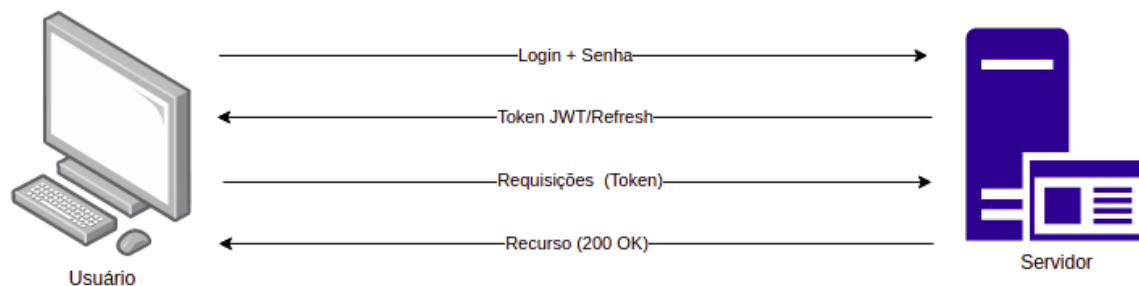 Login + Senha
Token JWT/Refresh
Requisições (Token)
Recurso (200 OK)
Usuário
Servidor